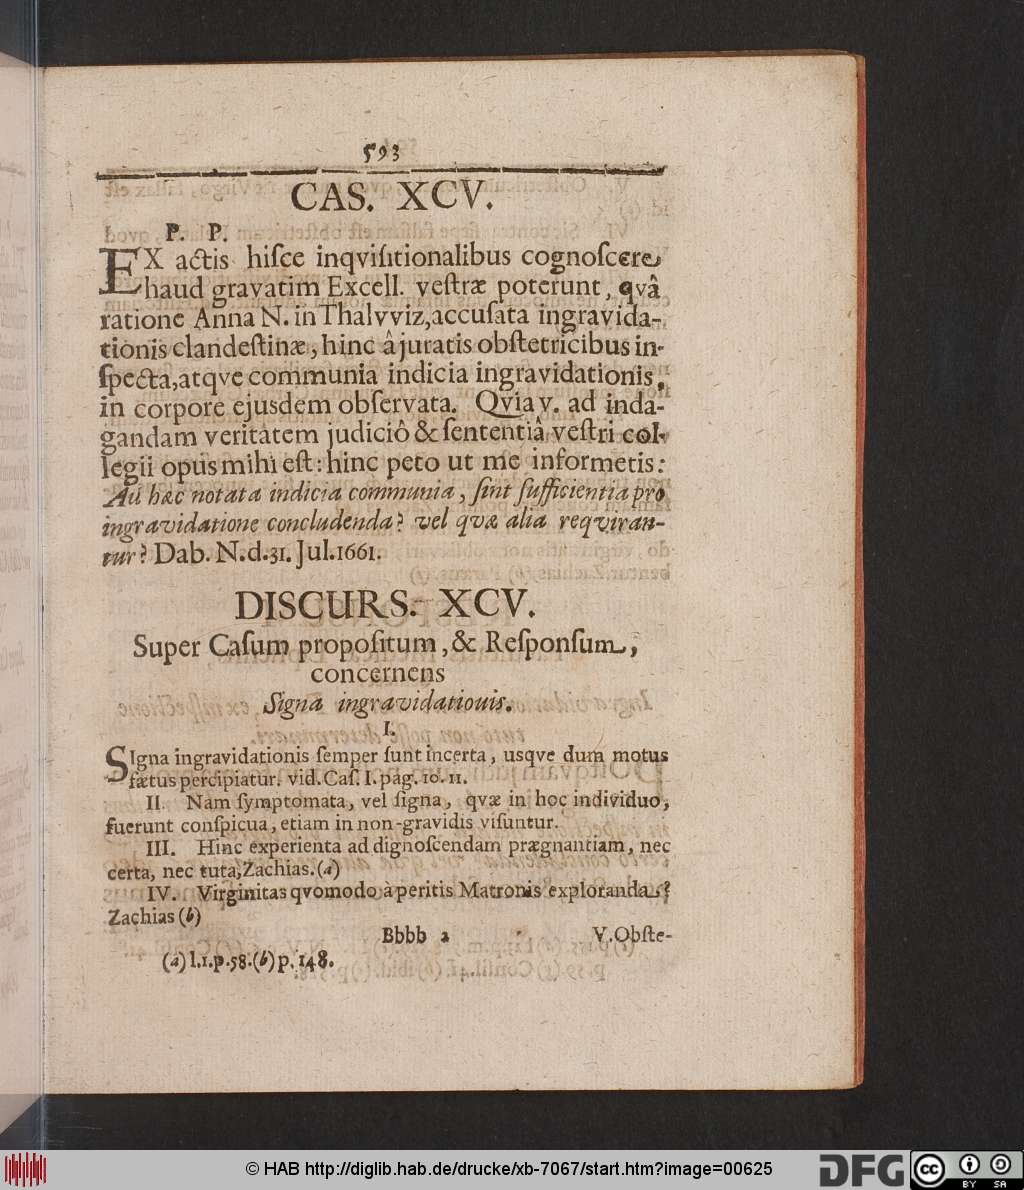 593
CAS. XCV.
P. P.
EX actis hiſce inqviſitionalibus cognoſcere
haud gravatim Excell. veſtræ poterunt, qvâ
ratione Anna N. in Thalvviz, accuſata ingravida-
tionis clandeſtinæ, hinc â juratis obſtetricibus in-
ſpecta, atqve communia indicia ingravidationis,
in corpore ejusdem obſervata. Qvia v. ad inda-
gandam veritatem judiciô & ſententiâ veſtri col-
legii opus mihi eſt: hinc peto ut me informetis:
An hæc notata indicia communia, ſint ſufficientia pro
ingravidatione concludenda? vel qvæ alia reqviran-
tur? Dab. N. d. 31. Jul. 1661.
DISCURS. XCV.
Super Caſum propoſitum, & Reſponſum,
concernens
Signa ingravidationis.
I.
SIgna ingravidationis ſemper ſunt incerta, usqve dum motus
fœtus percipiatur. vid. Caſ. I. pag. 10. 11.
II. Nam ſymptomata, vel ſigna, qvæ in hoc individuo,
fuerunt conſpicua, etiam in non-gravidis viſuntur.
III. Hinc experienta ad dignoſcendam prægnantiam, nec
certa, nec tuta, Zachias. (a)
IV. Virginitas qvomodo à peritis Matronis exploranda?
Zachias (b)
Bbbb 2 V. Obſte-
(a) l. 1. p. 58. (b) p. 148.
© HAB http://diglib.hab.de/drucke/xb-7067/start.htm?image=00625
DFG cc BY SA